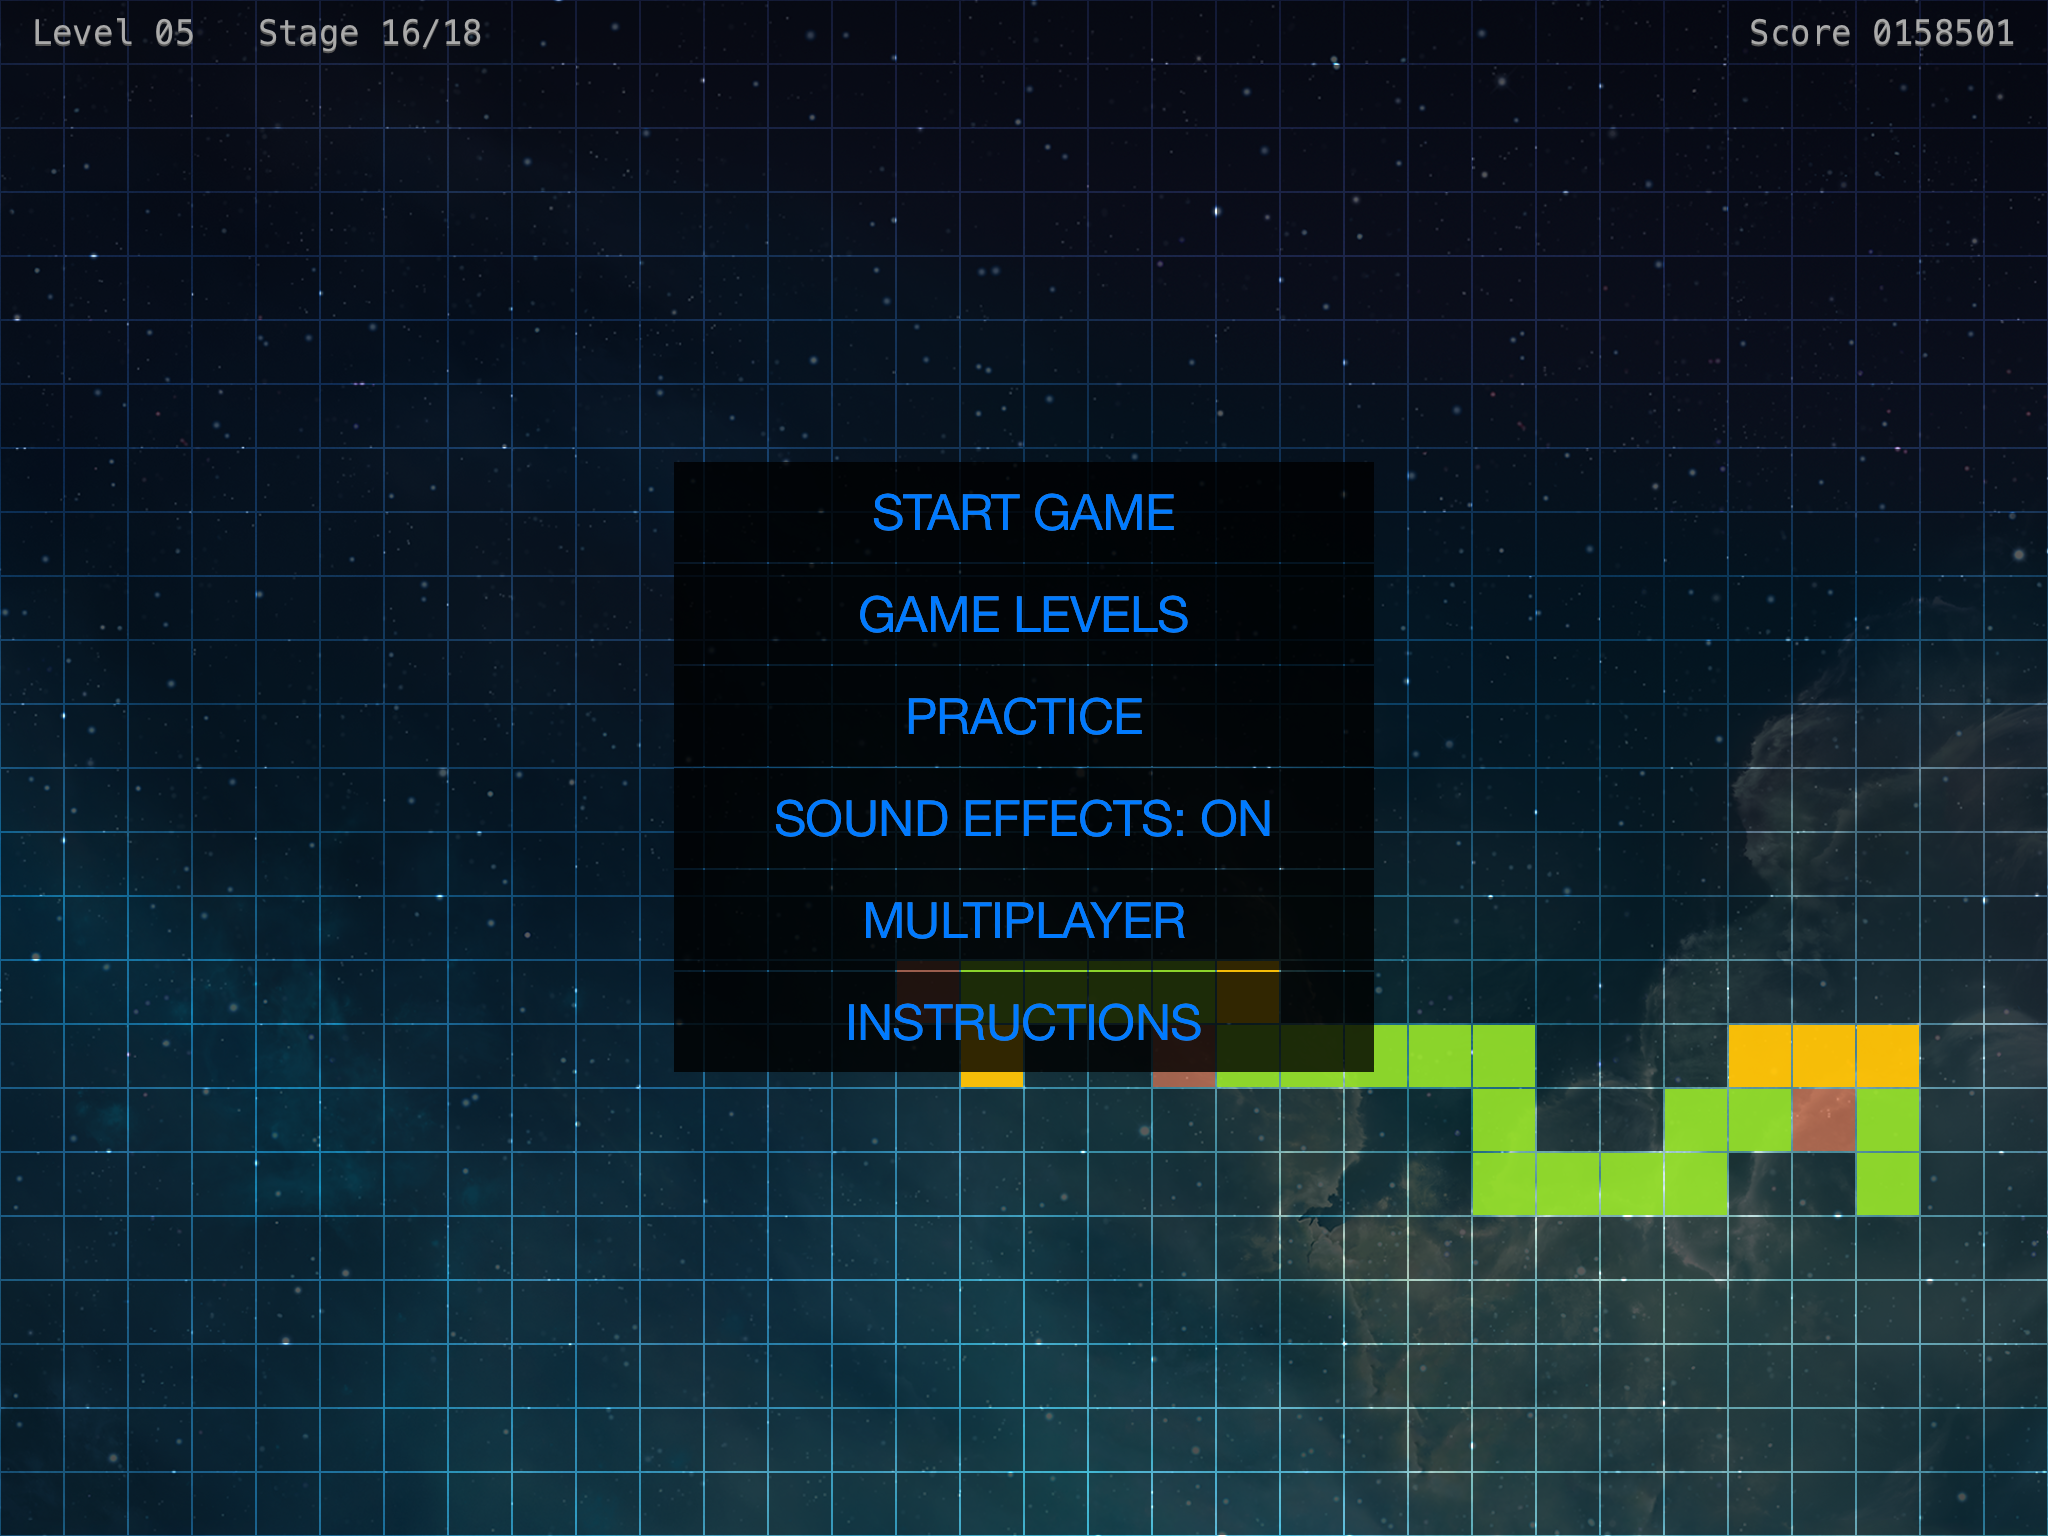 Level 05 Stage 16/18 Score 0158501
START GAME
GAME LEVELS
PRACTICE
SOUND EFFECTS: ON
MULTIPLAYER
INSTRUCTIONS